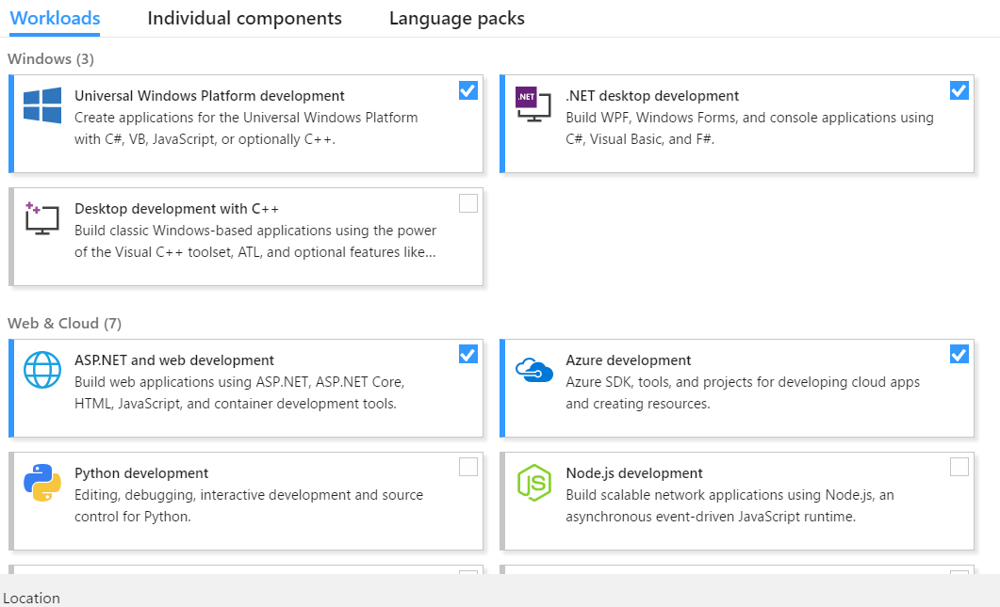 Workloads Individual components Language packs
Windows (3)
Universal Windows Platform development
Create applications for the Universal Windows Platform
with C#, VB, JavaScript, or optionally C++.
.NET
.NET desktop development
Build WPF, Windows Forms, and console applications using
C#, Visual Basic, and F#.
Desktop development with C++
Build classic Windows-based applications using the power
of the Visual C++ toolset, ATL, and optional features like...
Web & Cloud (7)
ASP.NET and web development
Build web applications using ASP.NET, ASP.NET Core,
HTML, JavaScript, and container development tools.
Azure development
Azure SDK, tools, and projects for developing cloud apps
and creating resources.
Python development
Editing, debugging, interactive development and source
control for Python.
JS
Node.js development
Build scalable network applications using Node.js, an
asynchronous event-driven JavaScript runtime.
Location